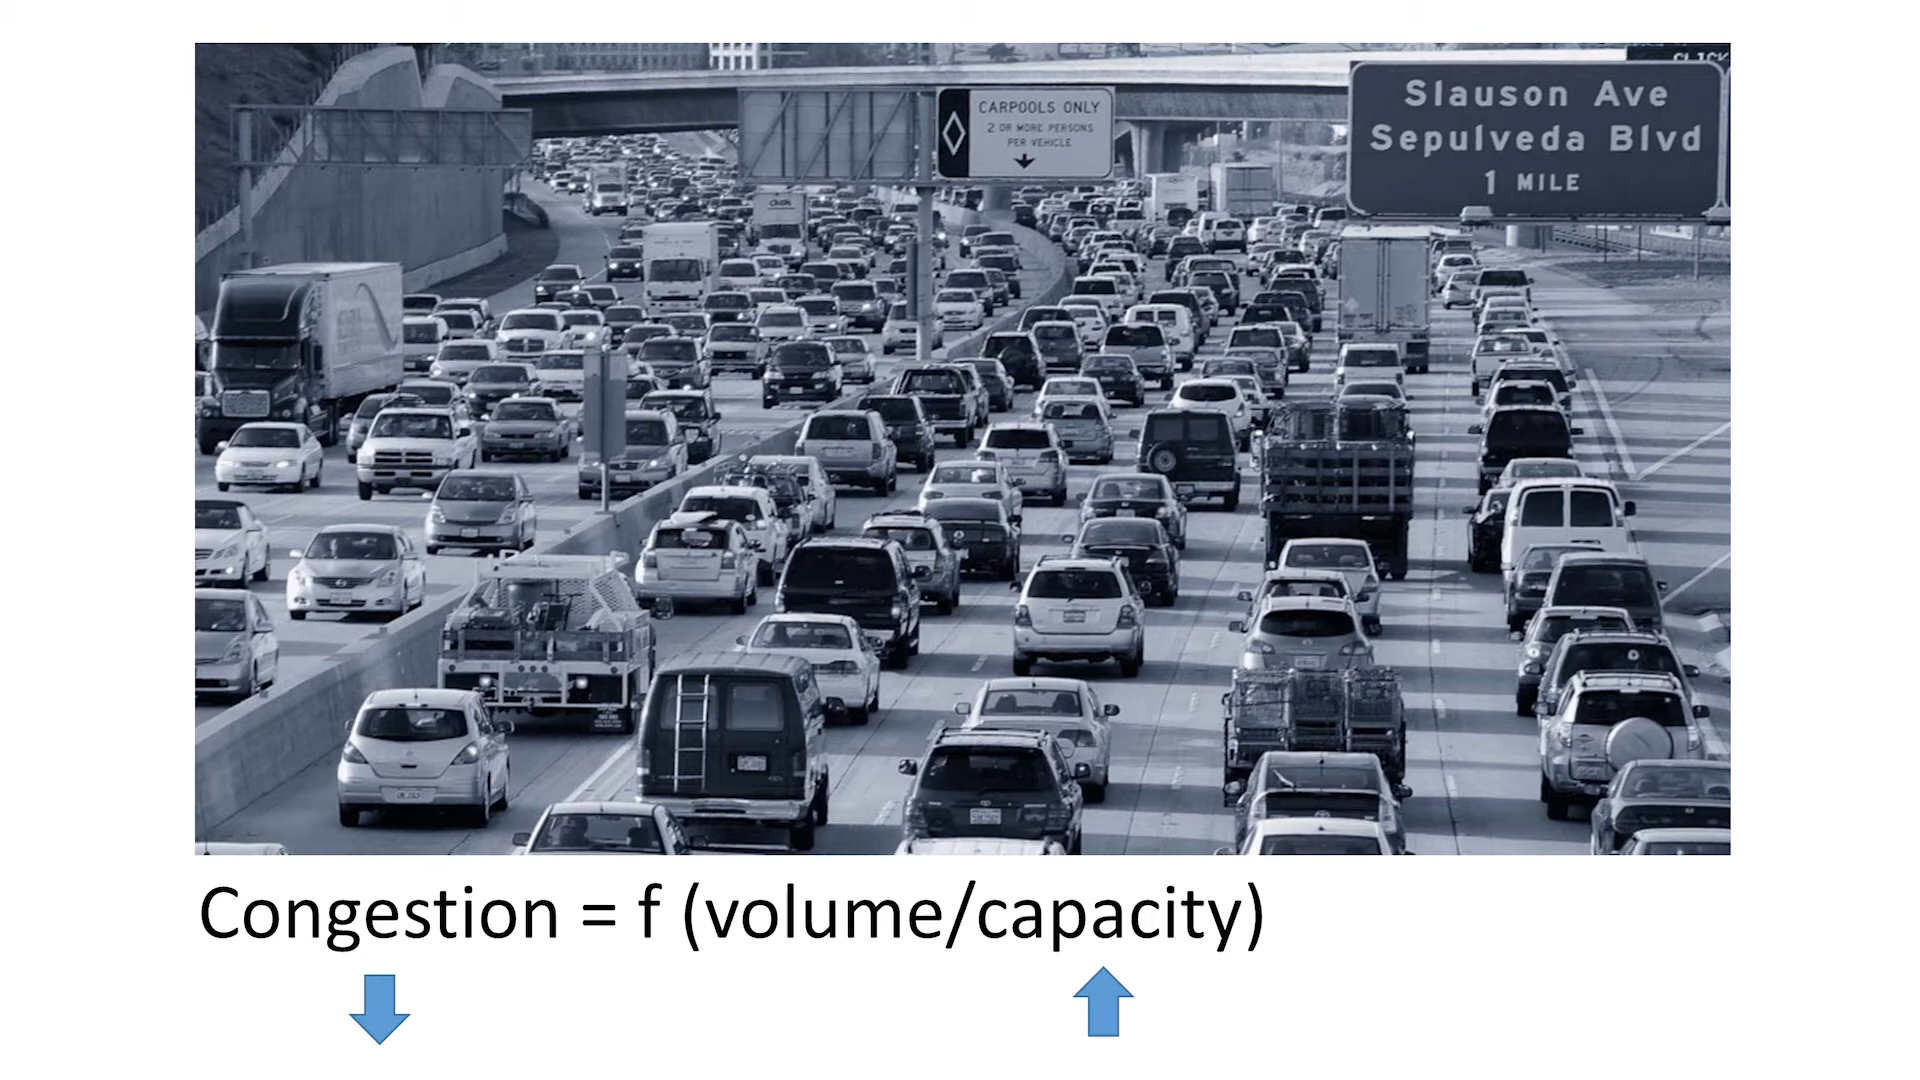 CARPOOLS ONLY
2 OR MORE PERSONS
PER VEHICLE
Slauson Ave
Sepulveda Blvd
1 MILE
Congestion = f (volume/capacity)